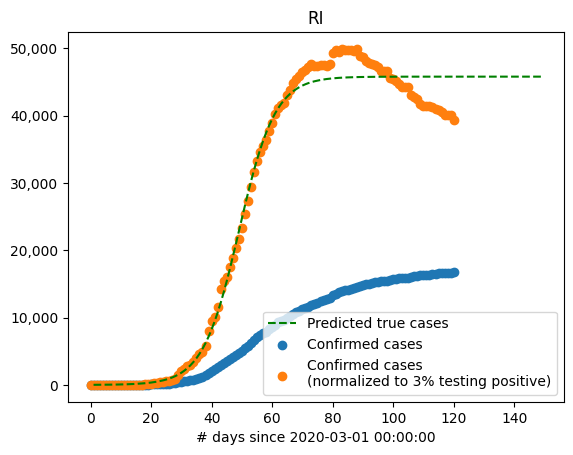 RI
50,000
40,000
30,000
20,000
10,000
0
Predicted true cases
Confirmed cases
Confirmed cases
(normalized to 3% testing positive)
0 20 40 60 80 100 120 140
# days since 2020-03-01 00:00:00